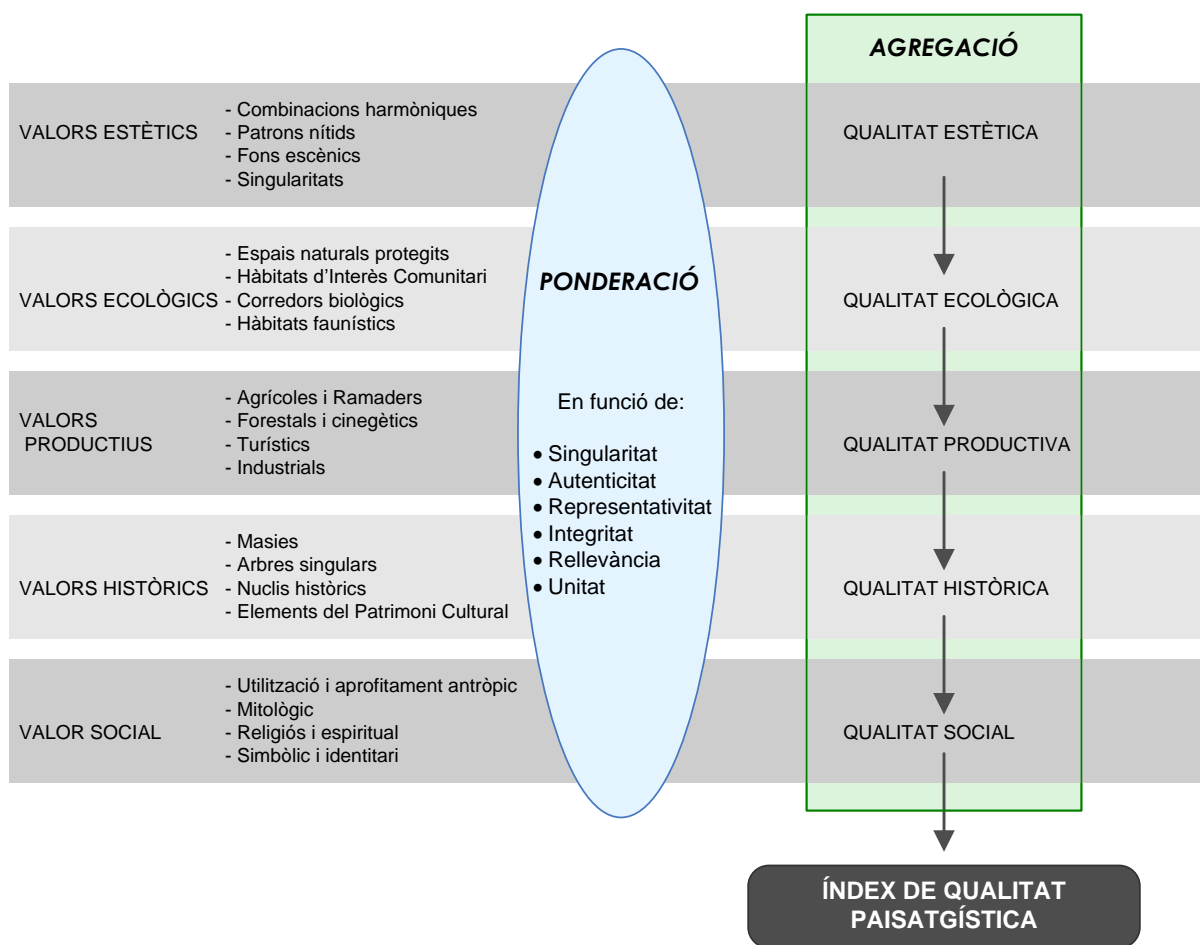 AGREGACIÓ
VALORS ESTÈTICS
- Combinacions harmòniques
- Patrons nítids
- Fons escènics
- Singularitats
QUALITAT ESTÈTICA
VALORS ECOLÒGICS
- Espais naturals protegits
- Hàbitats d’Interès Comunitari
- Corredors biològics
- Hàbitats faunístics
PONDERACIÓ
QUALITAT ECOLÒGICA
VALORS
PRODUCTIUS
- Agrícoles i Ramaders
- Forestals i cinegètics
- Turístics
- Industrials
En funció de:
• Singularitat
• Autenticitat
• Representativitat
• Integritat
• Rellevància
• Unitat
QUALITAT PRODUCTIVA
VALORS HISTÒRICS
- Masies
- Arbres singulars
- Nuclis històrics
- Elements del Patrimoni Cultural
QUALITAT HISTÒRICA
VALOR SOCIAL
- Utilització i aprofitament antròpic
- Mitològic
- Religiós i espiritual
- Simbòlic i identitari
QUALITAT SOCIAL
ÍNDEX DE QUALITAT
PAISATGÍSTICA